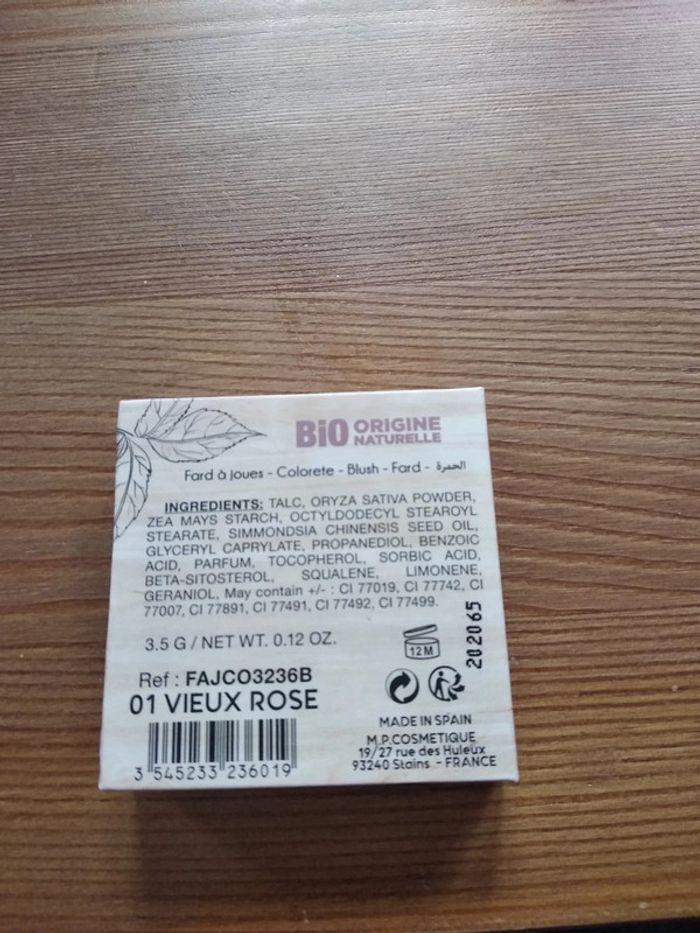 BiO ORIGINE
NATURELLE
Fard à joues - Colorete - Blush - Fard - الحمرة
INGREDIENTS: TALC, ORYZA SATIVA POWDER,
ZEA MAYS STARCH, OCTYLDODECYL STEAROYL
STEARATE, SIMMONDSIA CHINENSIS SEED OIL,
GLYCERYL CAPRYLATE, PROPANEDIOL, BENZOIC
ACID, PARFUM, TOCOPHEROL, SORBIC ACID,
BETA-SITOSTEROL, SQUALENE, LIMONENE,
GERANIOL, May contain +/- : CI 77019, CI 77742, CI
77007, CI 77891, CI 77491, CI 77492, CI 77499.
3.5 G / NET WT. 0.12 OZ.
12M
202065
Ref : FAJCO3236B
01 VIEUX ROSE
3 545233 236019
MADE IN SPAIN
M.P.COSMETIQUE
19/27 rue des Huleux
93240 Stains - FRANCE